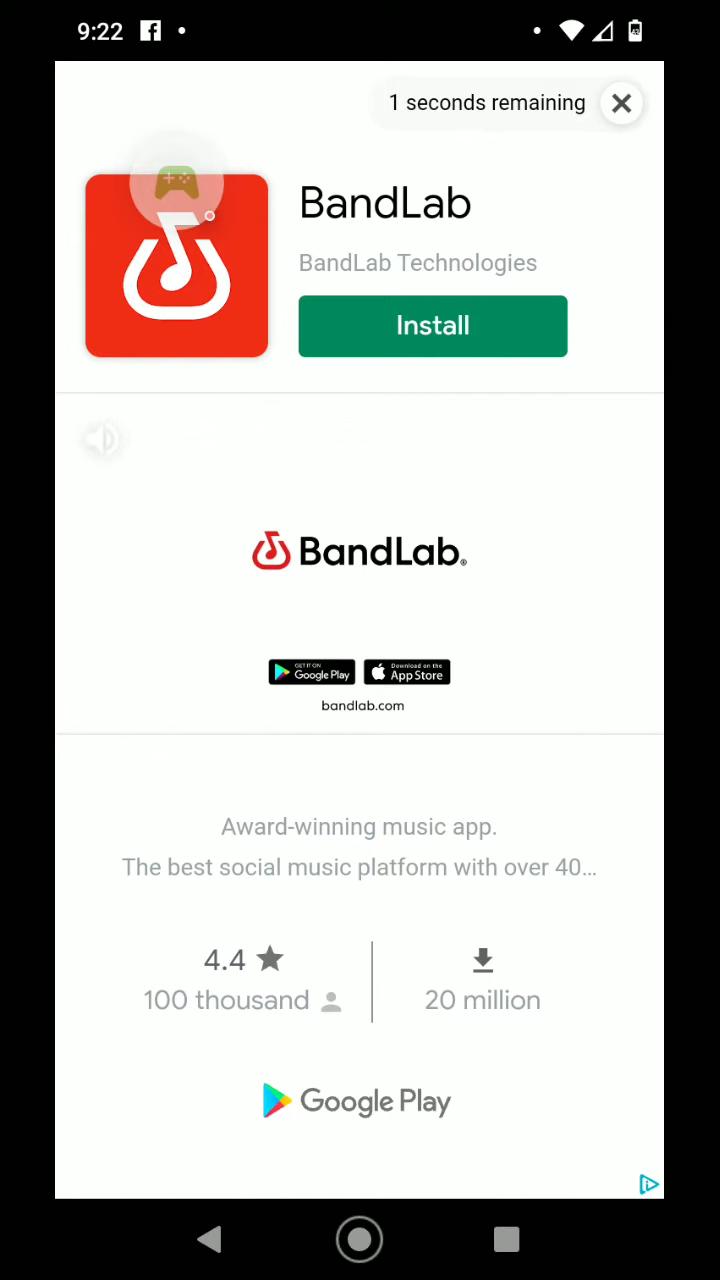 9:22
1 seconds remaining
BandLab
BandLab Technologies
Install
BandLab®
GET IT ON
Google Play
Download on the
App Store
bandlab.com
Award-winning music app.
The best social music platform with over 40...
4.4
100 thousand
20 million
Google Play